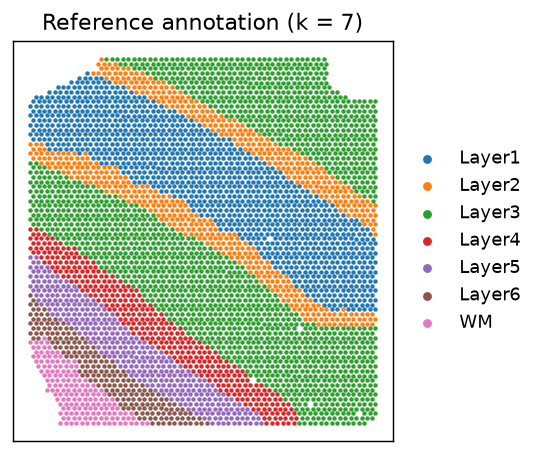 Reference annotation (k = 7)
Layer1
Layer2
Layer3
Layer4
Layer5
Layer6
WM